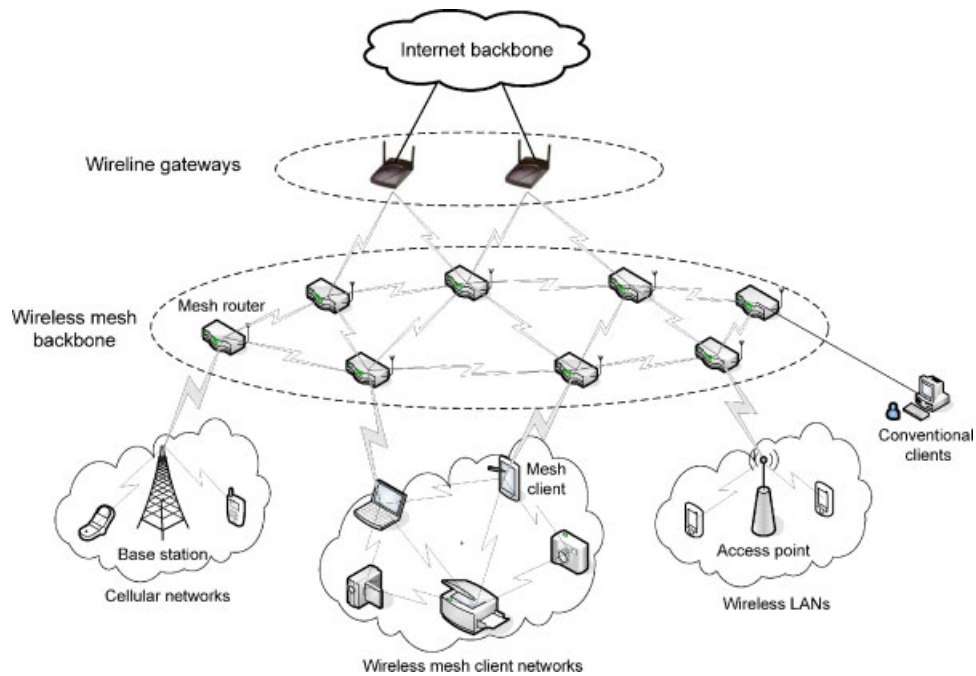 Internet backbone
Wireline gateways
Mesh router
Wireless mesh
backbone
Conventional
clients
Mesh
client
Base station
Access point
Cellular networks
Wireless LANs
Wireless mesh client networks